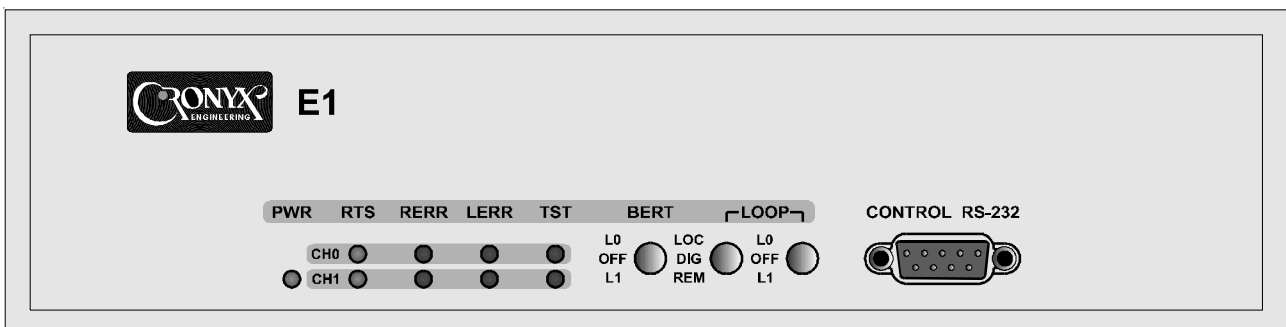 CRONYX
ENGINEERING
E1
PWR RTS RERR LERR TST BERT LOOP CONTROL RS-232
L0 LOC L0
CH0 OFF DIG OFF
CH1 L1 REM L1